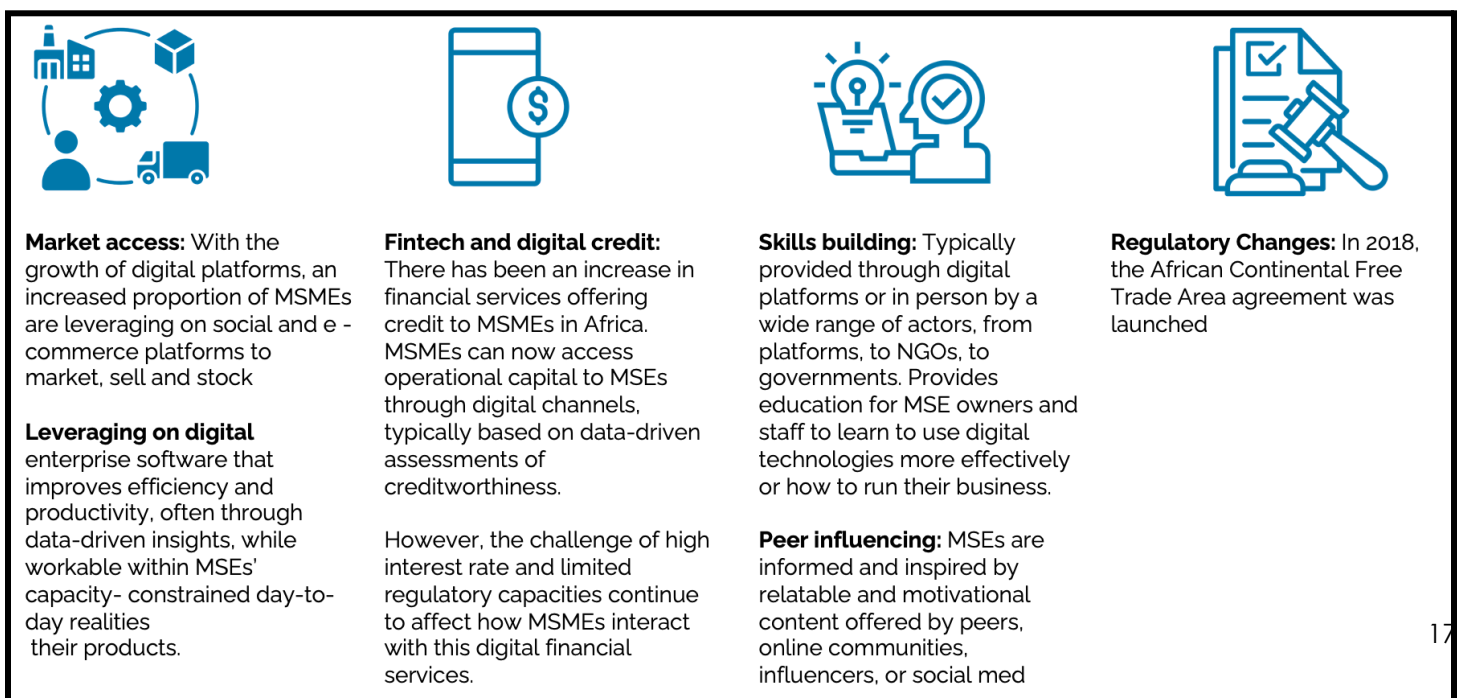 Market access: With the
growth of digital platforms, an
increased proportion of MSMEs
are leveraging on social and e -
commerce platforms to
market, sell and stock
Leveraging on digital
enterprise software that
improves efficiency and
productivity, often through
data-driven insights, while
workable within MSEs’
capacity- constrained day-to-
day realities
their products.
Fintech and digital credit:
There has been an increase in
financial services offering
credit to MSMEs in Africa.
MSMEs can now access
operational capital to MSEs
through digital channels,
typically based on data-driven
assessments of
creditworthiness.
However, the challenge of high
interest rate and limited
regulatory capacities continue
to affect how MSMEs interact
with this digital financial
services.
Skills building: Typically
provided through digital
platforms or in person by a
wide range of actors, from
platforms, to NGOs, to
governments. Provides
education for MSE owners and
staff to learn to use digital
technologies more effectively
or how to run their business.
Peer influencing: MSEs are
informed and inspired by
relatable and motivational
content offered by peers,
online communities,
influencers, or social med
Regulatory Changes: In 2018,
the African Continental Free
Trade Area agreement was
launched
17